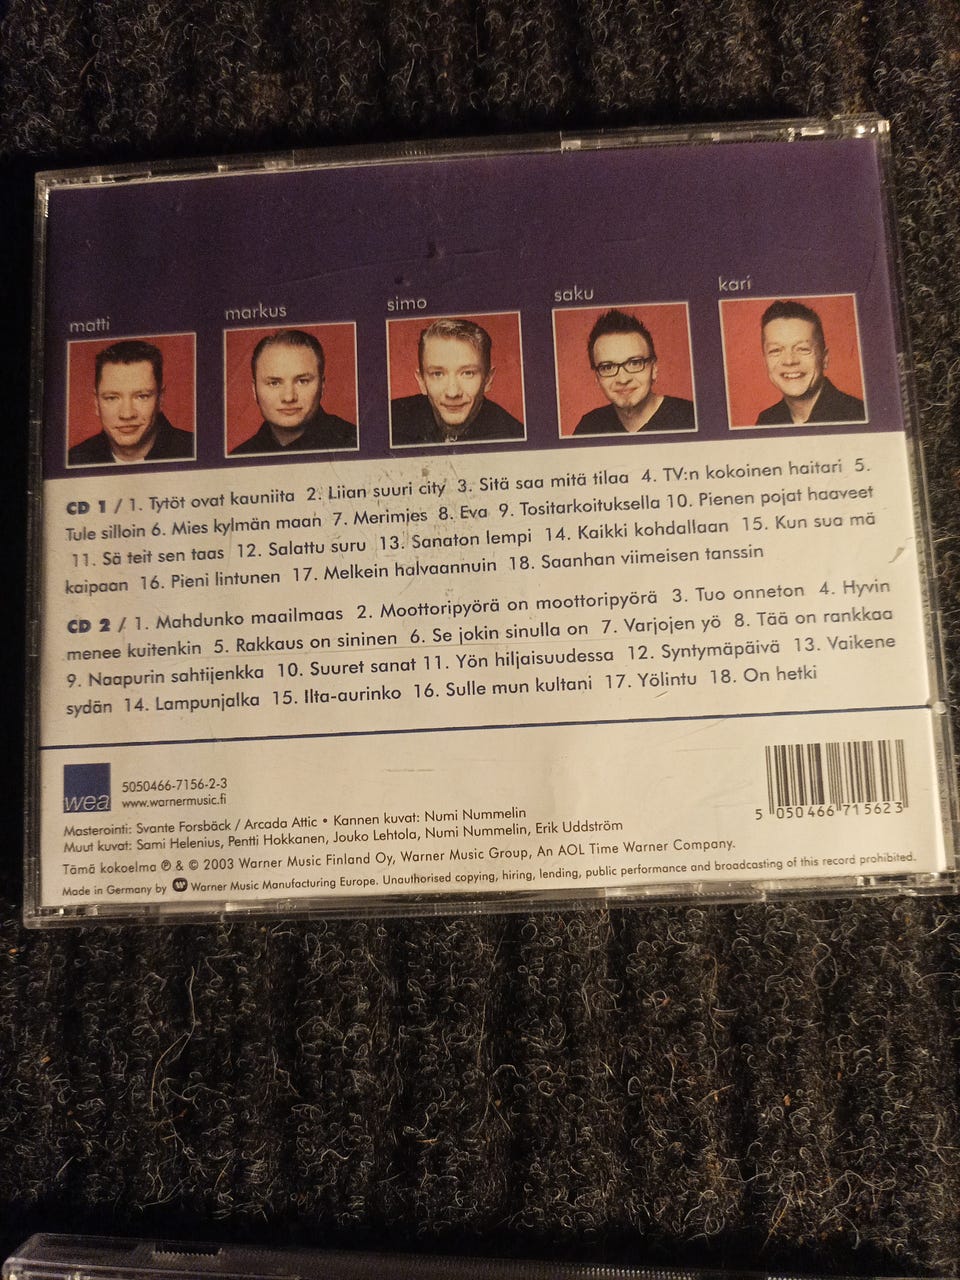 matti markus simo saku kari
CD 1 / 1. Tytöt ovat kauniita 2. Liian suuri city 3. Sitä saa mitä tilaa 4. TV:n kokoinen haitari 5.
Tule silloin 6. Mies kylmän maan 7. Merimies 8. Eva 9. Tositarkoituksella 10. Pienen pojat haaveet
11. Sä teit sen taas 12. Salattu suru 13. Sanaton lempi 14. Kaikki kohdallaan 15. Kun sua mä
kaipaan 16. Pieni lintunen 17. Melkein halvaannuin 18. Saanhan viimeisen tanssin
CD 2 / 1. Mahdunko maailmaas 2. Moottoripyörä on moottoripyörä 3. Tuo onneton 4. Hyvin
menee kuitenkin 5. Rakkaus on sininen 6. Se jokin sinulla on 7. Varjojen yö 8. Tää on rankkaa
9. Naapurin sahtijenkka 10. Suuret sanat 11. Yön hiljaisuudessa 12. Syntymäpäivä 13. Vaikene
sydän 14. Lampunjalka 15. Ilta-aurinko 16. Sulle mun kultani 17. Yölintu 18. On hetki
wea
5050466-7156-2-3
www.warnermusic.fi
5 050466 715623
Masterointi: Svante Forsbäck / Arcada Attic • Kannen kuvat: Numi Nummelin
Muut kuvat: Sami Helenius, Pentti Hokkanen, Jouko Lehtola, Numi Nummelin, Erik Uddström
Tämä kokoelma ℗ & © 2003 Warner Music Finland Oy, Warner Music Group, An AOL Time Warner Company.
Made in Germany by Warner Music Manufacturing Europe. Unauthorised copying, hiring, lending, public performance and broadcasting of this record prohibited.